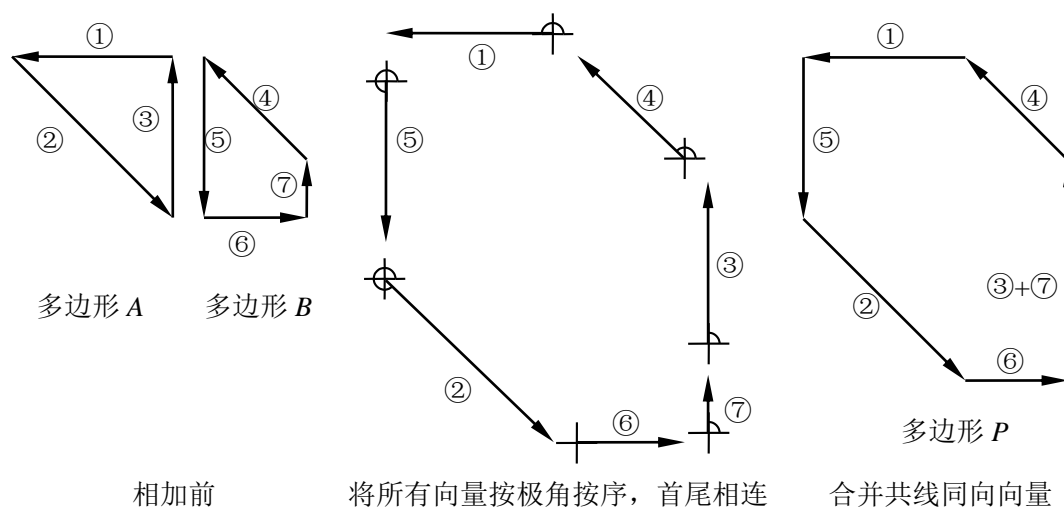 ① ① ① ④ ④ ④
② ③ ⑤ ⑦ ⑤ ⑤
⑥ ③
多边形 A 多边形 B ② ③+⑦
② ⑥ ⑦ ⑥
多边形 P
相加前 将所有向量按极角按序，首尾相连 合并共线同向向量